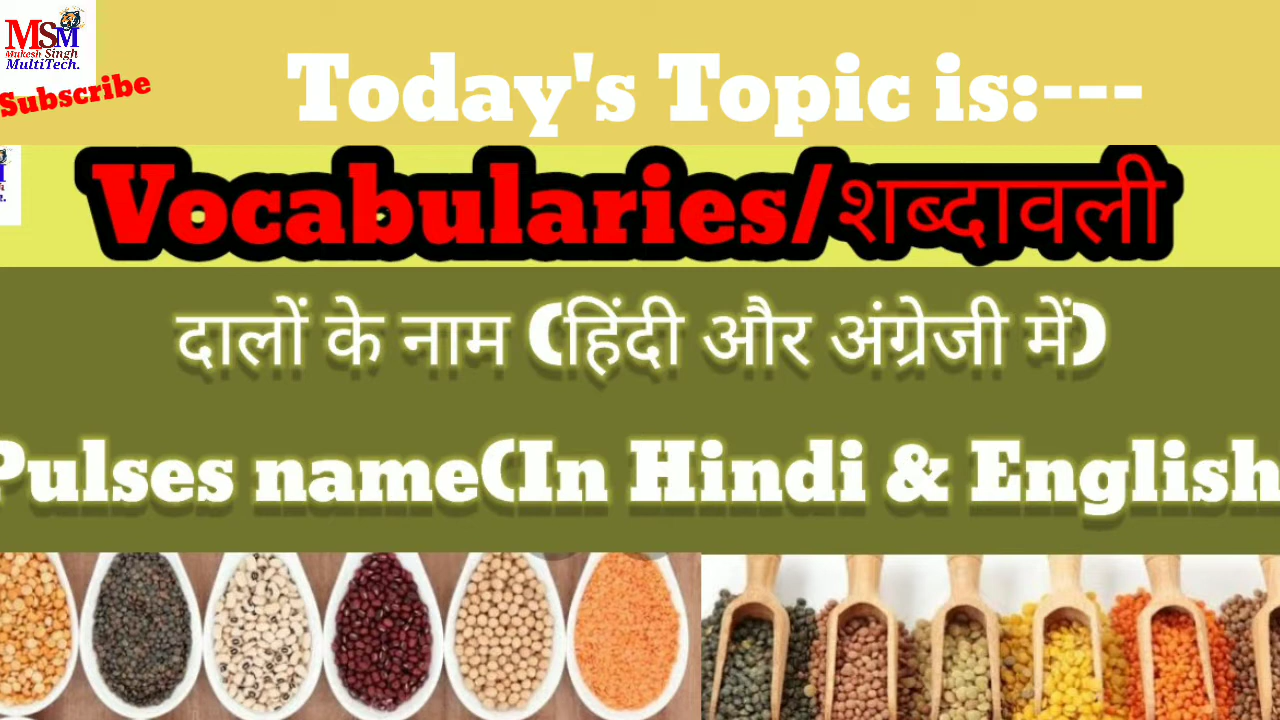 MSM
Mukesh Singh
MultiTech.
Subscribe
Today's Topic is:---
Vocabularies/शब्दावली
दालों के नाम (हिंदी और अंग्रेजी में)
Pulses name(In Hindi & English